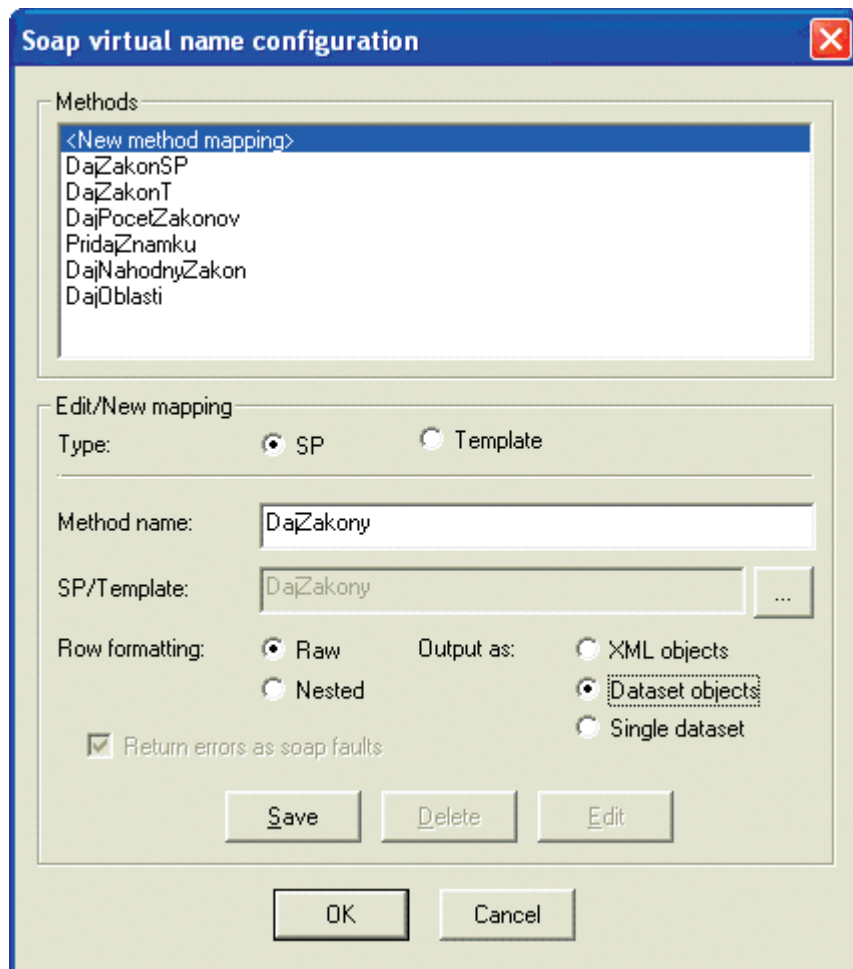 Soap virtual name configuration
Methods
<New method mapping>
DajZakonSP
DajZakonT
DajPocetZakonov
PridajZnamku
DajNahodnyZakon
DajOblasti
Edit/New mapping
Type: SP Template
Method name: DajZakony
SP/Template: DajZakony ...
Row formatting: Raw Output as: XML objects
Nested Dataset objects
Single dataset
Return errors as soap faults
Save Delete Edit
OK Cancel